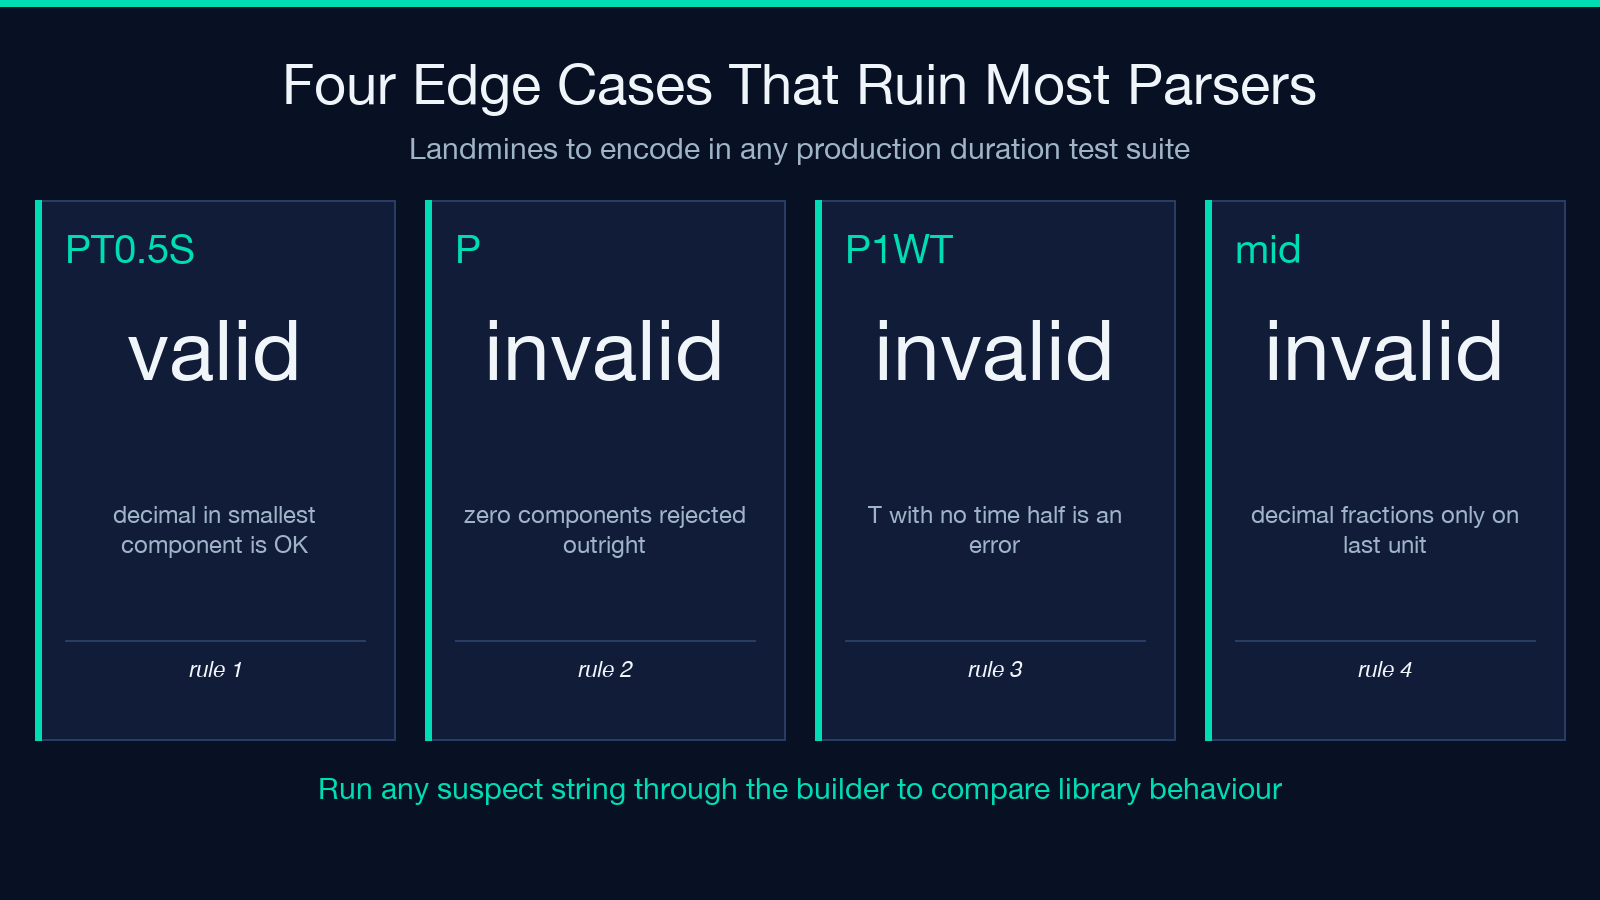 Four Edge Cases That Ruin Most Parsers
Landmines to encode in any production duration test suite
PT0.5S
valid
decimal in smallest
component is OK
rule 1
P
invalid
zero components rejected
outright
rule 2
P1WT
invalid
T with no time half is an
error
rule 3
mid
invalid
decimal fractions only on
last unit
rule 4
Run any suspect string through the builder to compare library behaviour